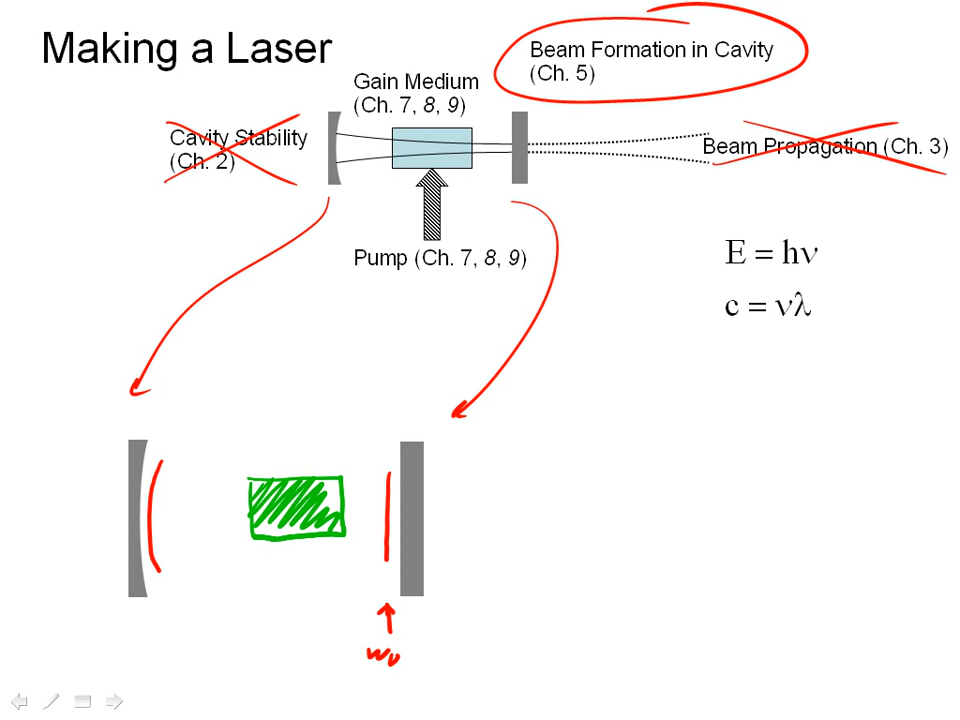 Making a Laser
Beam Formation in Cavity
(Ch. 5)
Gain Medium
(Ch. 7, 8, 9)
Cavity Stability
(Ch. 2)
Beam Propagation (Ch. 3)
Pump (Ch. 7, 8, 9)
E = hν
c = νλ
w₀